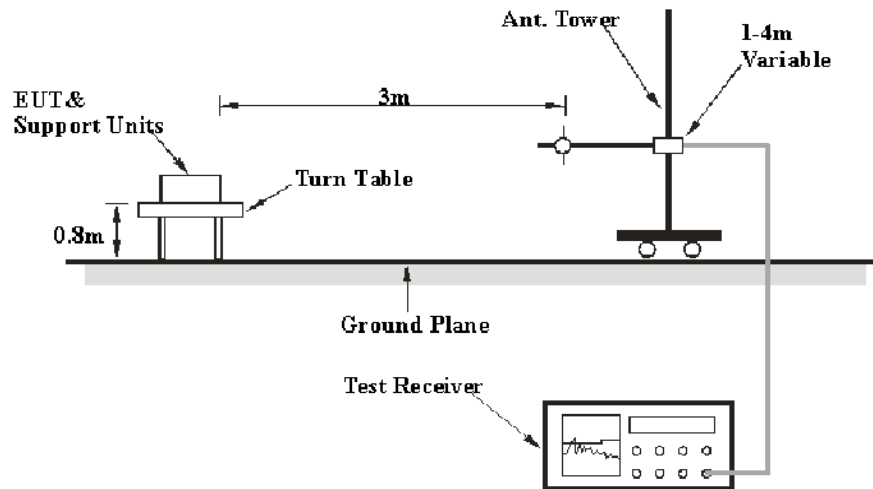 Ant. Tower
1-4m
Variable
3m
EUT&
Support Units
Turn Table
0.8m
Ground Plane
Test Receiver